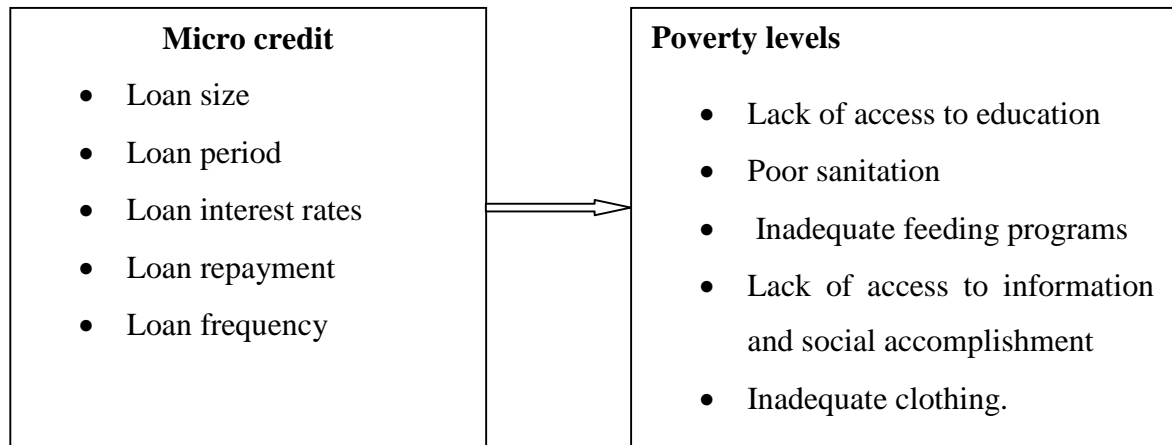 Micro credit
• Loan size
• Loan period
• Loan interest rates
• Loan repayment
• Loan frequency
Poverty levels
• Lack of access to education
• Poor sanitation
• Inadequate feeding programs
• Lack of access to information
and social accomplishment
• Inadequate clothing.